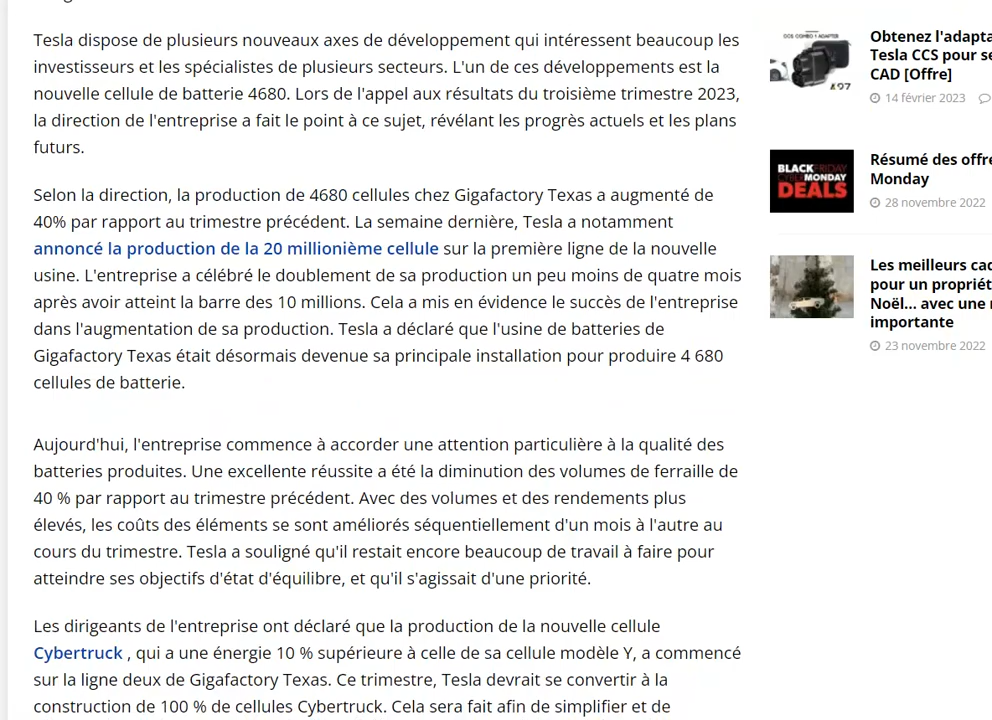 Tesla dispose de plusieurs nouveaux axes de développement qui intéressent beaucoup les
investisseurs et les spécialistes de plusieurs secteurs. L'un de ces développements est la
nouvelle cellule de batterie 4680. Lors de l'appel aux résultats du troisième trimestre 2023,
la direction de l'entreprise a fait le point à ce sujet, révélant les progrès actuels et les plans
futurs.
Selon la direction, la production de 4680 cellules chez Gigafactory Texas a augmenté de
40% par rapport au trimestre précédent. La semaine dernière, Tesla a notamment
annoncé la production de la 20 millionième cellule sur la première ligne de la nouvelle
usine. L'entreprise a célébré le doublement de sa production un peu moins de quatre mois
après avoir atteint la barre des 10 millions. Cela a mis en évidence le succès de l'entreprise
dans l'augmentation de sa production. Tesla a déclaré que l'usine de batteries de
Gigafactory Texas était désormais devenue sa principale installation pour produire 4 680
cellules de batterie.
Aujourd'hui, l'entreprise commence à accorder une attention particulière à la qualité des
batteries produites. Une excellente réussite a été la diminution des volumes de ferraille de
40 % par rapport au trimestre précédent. Avec des volumes et des rendements plus
élevés, les coûts des éléments se sont améliorés séquentiellement d'un mois à l'autre au
cours du trimestre. Tesla a souligné qu'il restait encore beaucoup de travail à faire pour
atteindre ses objectifs d'état d'équilibre, et qu'il s'agissait d'une priorité.
Les dirigeants de l'entreprise ont déclaré que la production de la nouvelle cellule
Cybertruck , qui a une énergie 10 % supérieure à celle de sa cellule modèle Y, a commencé
sur la ligne deux de Gigafactory Texas. Ce trimestre, Tesla devrait se convertir à la
construction de 100 % de cellules Cybertruck. Cela sera fait afin de simplifier et de
Obtenez l'adapta
Tesla CCS pour se
CAD [Offre]
14 février 2023
BLACK FRIDAY
CYBER MONDAY
DEALS
Résumé des offre
Monday
28 novembre 2022
Les meilleurs cad
pour un propriét
Noël... avec une
importante
23 novembre 2022